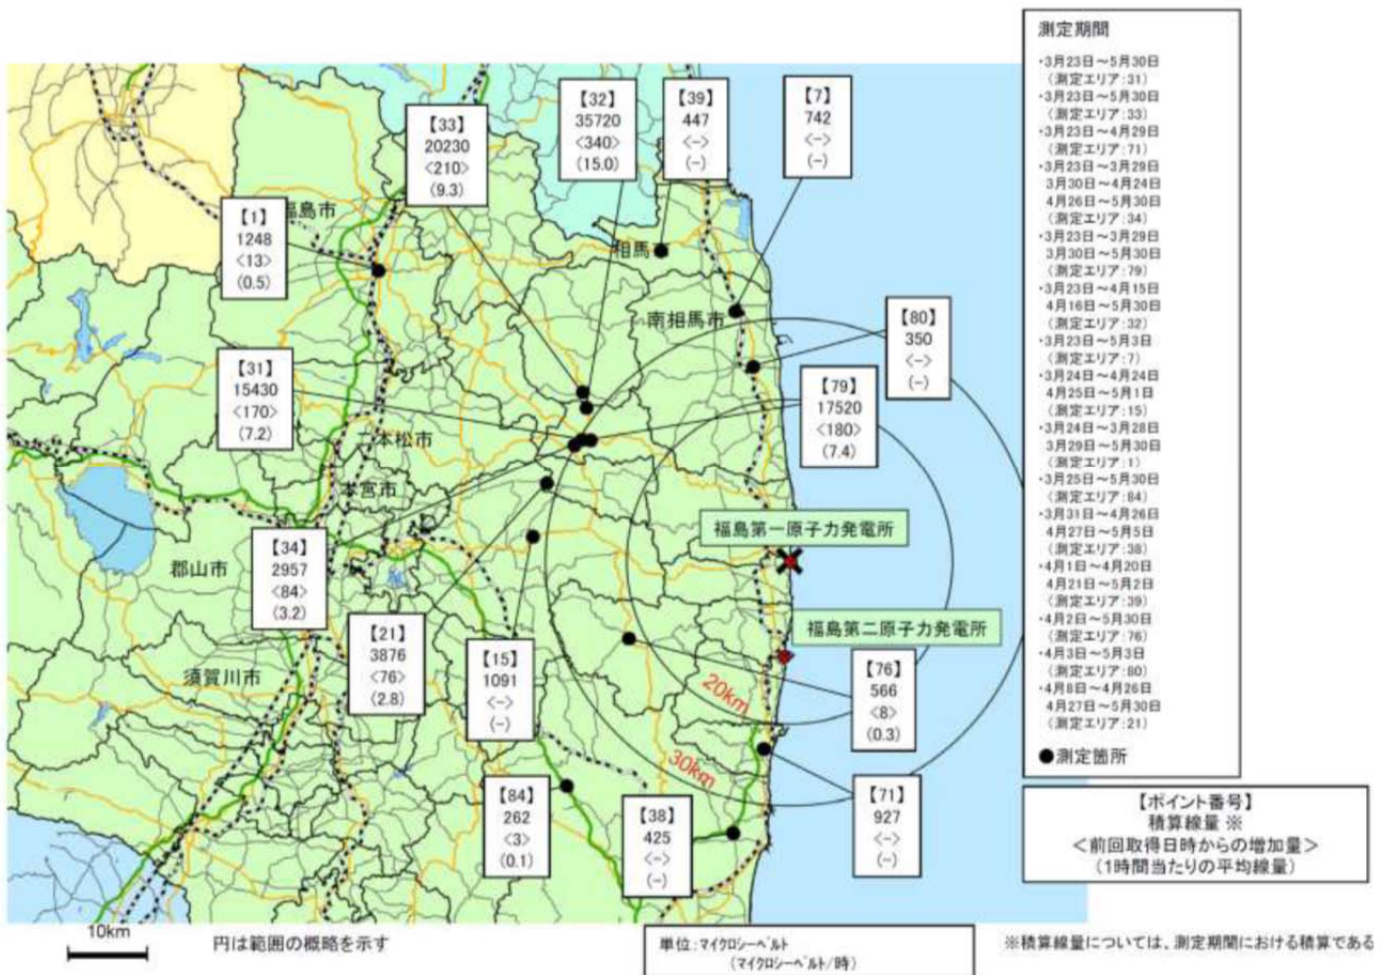 【33】
20230
<210>
(9.3)
【32】
35720
<340>
(15.0)
【39】
447
<->
(-)
【7】
742
<->
(-)
【1】
1248
<13>
(0.5)
福島市
相馬市
南相馬市
【80】
350
<->
(-)
【31】
15430
<170>
(7.2)
【79】
17520
<180>
(7.4)
二本松市
本宮市
福島第一原子力発電所
郡山市
【34】
2957
<84>
(3.2)
【21】
3876
<76>
(2.8)
【15】
1091
<->
(-)
福島第二原子力発電所
【76】
566
<8>
(0.3)
須賀川市
20km
30km
【84】
262
<3>
(0.1)
【38】
425
<->
(-)
【71】
927
<->
(-)
10km
円は範囲の概略を示す
単位:マイクロシーベルト
(マイクロシーベルト/時)
測定期間
・3月23日～5月30日
(測定エリア:31)
・3月23日～5月30日
(測定エリア:33)
・3月23日～4月29日
(測定エリア:71)
・3月23日～3月29日
3月30日～4月24日
4月26日～5月30日
(測定エリア:34)
・3月23日～3月29日
3月30日～5月30日
(測定エリア:79)
・3月23日～4月15日
4月16日～5月30日
(測定エリア:32)
・3月23日～5月3日
(測定エリア:7)
・3月24日～4月24日
4月25日～5月1日
(測定エリア:15)
・3月24日～3月28日
3月29日～5月30日
(測定エリア:1)
・3月25日～5月30日
(測定エリア:84)
・3月31日～4月26日
4月27日～5月5日
(測定エリア:38)
・4月1日～4月20日
4月21日～5月2日
(測定エリア:39)
・4月2日～5月30日
(測定エリア:76)
・4月3日～5月3日
(測定エリア:80)
・4月8日～4月26日
4月27日～5月30日
(測定エリア:21)
●測定箇所
【ポイント番号】
積算線量 ※
＜前回取得日時からの増加量＞
(1時間当たりの平均線量)
※積算線量については、測定期間における積算である